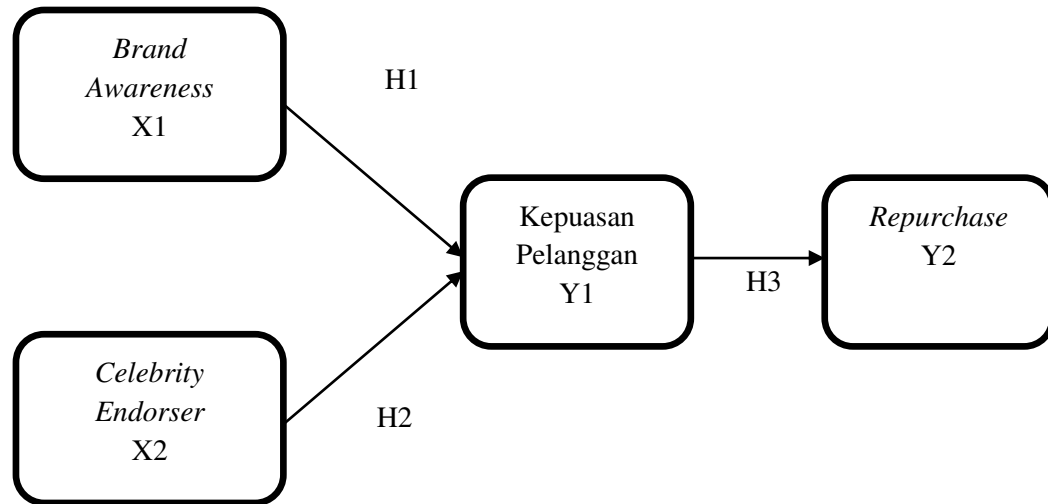 Brand
Awareness
X1
H1
Kepuasan
Pelanggan
Y1
H3
Repurchase
Y2
Celebrity
Endorser
X2
H2